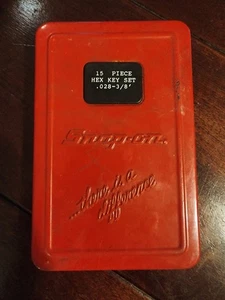 15 PIECE
HEX KEY SET
.028-3/8'
Snap-on
...there is a
difference